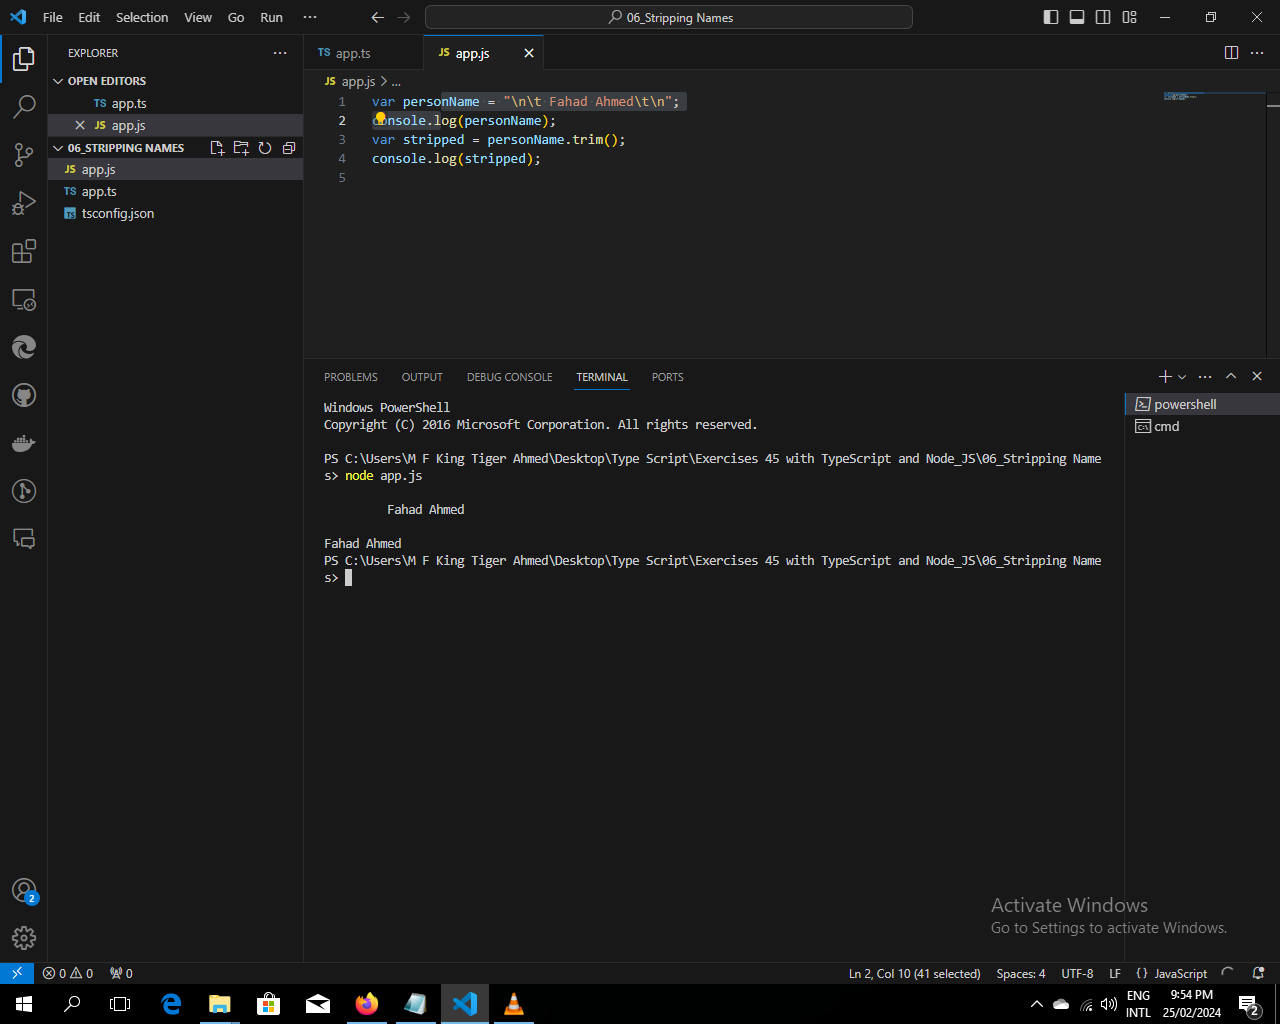 File Edit Selection View Go Run ···
06_Stripping Names
EXPLORER
OPEN EDITORS
TS app.ts
JS app.js
06_STRIPPING NAMES
JS app.js
TS app.ts
TS tsconfig.json
TS app.ts
JS app.js
JS app.js > ...
1 var personName = "\n\t Fahad Ahmed\t\n";
2 console.log(personName);
3 var stripped = personName.trim();
4 console.log(stripped);
5
PROBLEMS OUTPUT DEBUG CONSOLE TERMINAL PORTS
Windows PowerShell
Copyright (C) 2016 Microsoft Corporation. All rights reserved.
PS C:\Users\M F King Tiger Ahmed\Desktop\Type Script\Exercises 45 with TypeScript and Node_JS\06_Stripping Name
s> node app.js
Fahad Ahmed
Fahad Ahmed
PS C:\Users\M F King Tiger Ahmed\Desktop\Type Script\Exercises 45 with TypeScript and Node_JS\06_Stripping Name
s>
powershell
cmd
2
Activate Windows
Go to Settings to activate Windows.
0 0 0
Ln 2, Col 10 (41 selected) Spaces: 4 UTF-8 LF { } JavaScript
ENG
INTL
9:54 PM
25/02/2024
2